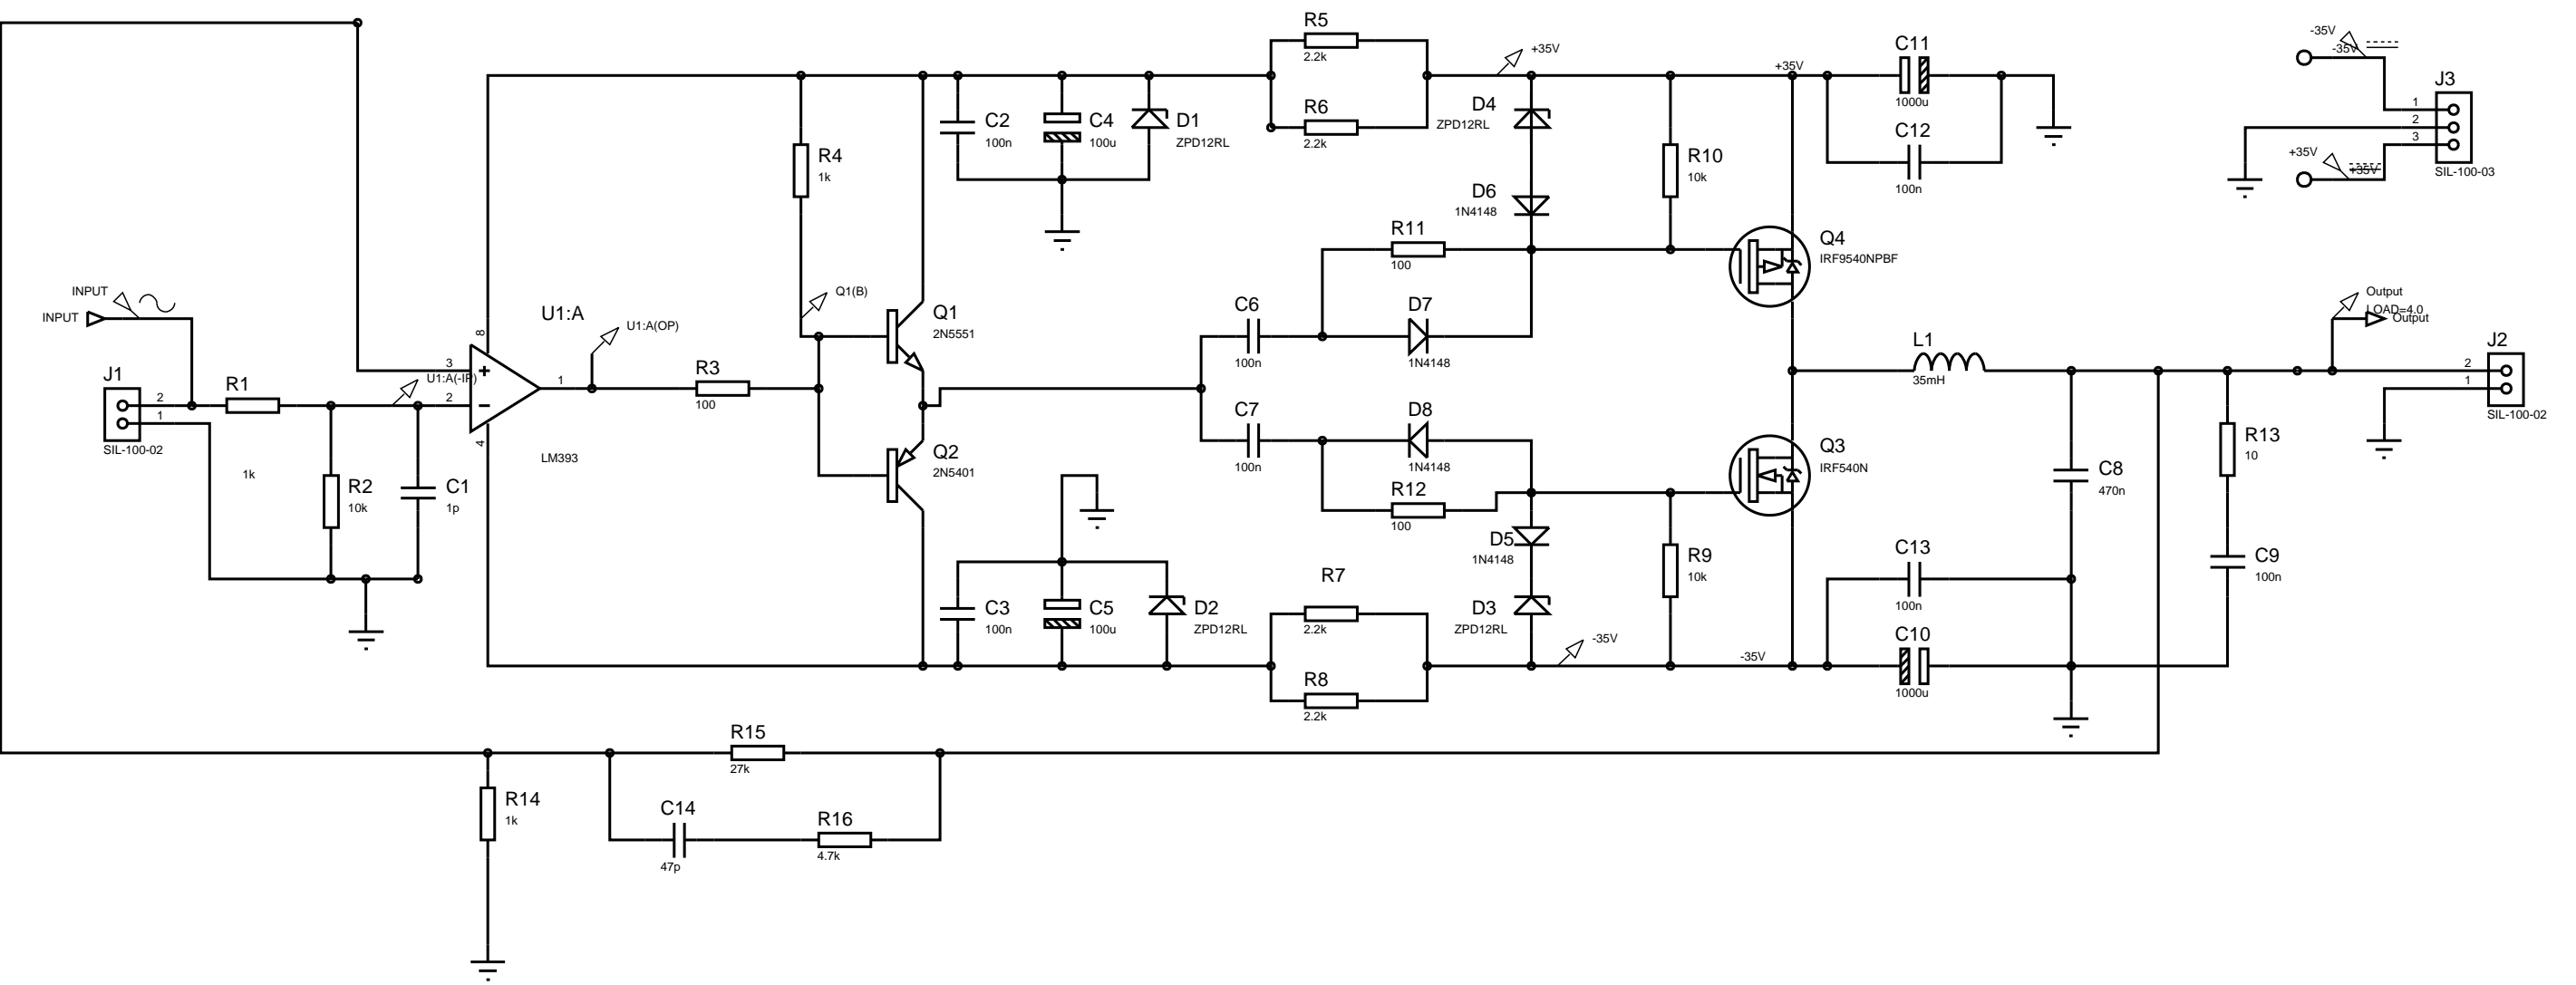 R5
2.2k
R6
2.2k
+35V
+35V
C11
1000u
C12
100n
-35V
-35V
+35V
+35V
J3
1
2
3
SIL-100-03
R4
1k
C2
100n
C4
100u
D1
ZPD12RL
D4
ZPD12RL
D6
1N4148
R10
10k
R11
100
Q4
IRF9540NPBF
INPUT
INPUT
J1
2
1
SIL-100-02
R1
1k
R2
10k
C1
1p
U1:A(-IP)
U1:A
8
3
2
1
4
LM393
U1:A(OP)
R3
100
Q1(B)
Q1
2N5551
Q2
2N5401
C6
100n
D7
1N4148
C7
100n
D8
1N4148
R12
100
Q3
IRF540N
L1
35mH
Output
LOAD=4.0
Output
J2
2
1
SIL-100-02
C8
470n
R13
10
C9
100n
D5
1N4148
R9
10k
C13
100n
C3
100n
C5
100u
D2
ZPD12RL
R7
2.2k
D3
ZPD12RL
-35V
-35V
C10
1000u
R8
2.2k
R15
27k
R14
1k
C14
47p
R16
4.7k